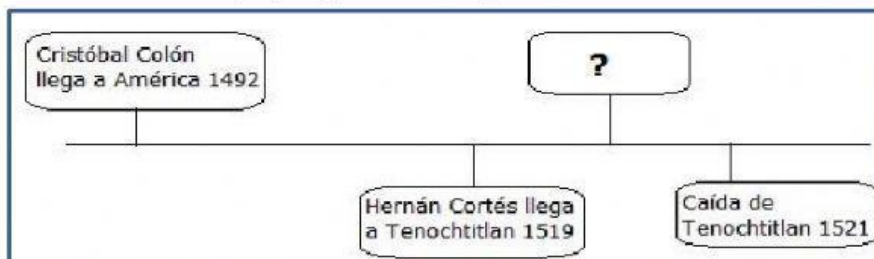 Cristóbal Colón
llega a América 1492
?
Hernán Cortés llega
a Tenochtitlan 1519
Caída de
Tenochtitlan 1521